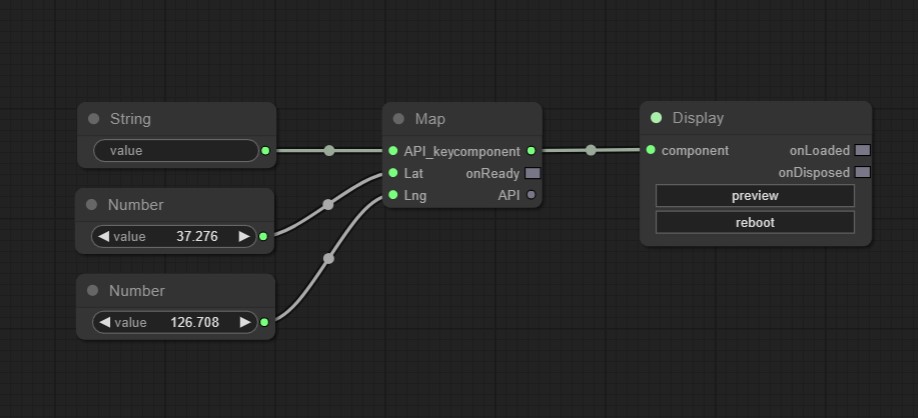 String
value
Number
value 37.276
Number
value 126.708
Map
API_key component
Lat onReady
Lng API
Display
component onLoaded
onDisposed
preview
reboot